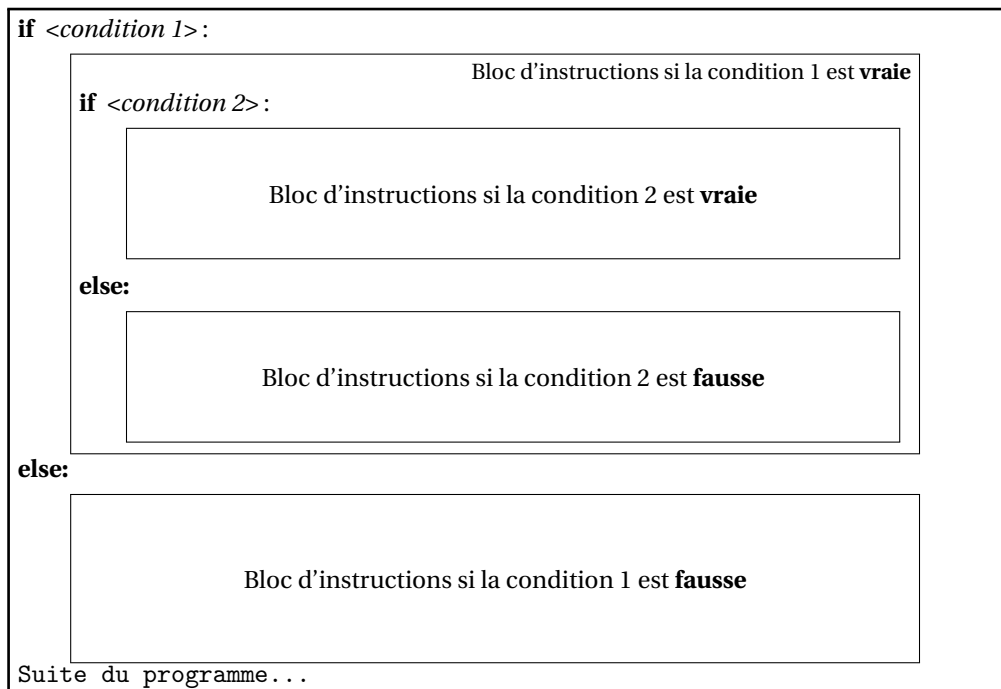 if <condition 1>:
Bloc d'instructions si la condition 1 est vraie
if <condition 2>:
Bloc d'instructions si la condition 2 est vraie
else:
Bloc d'instructions si la condition 2 est fausse
else:
Bloc d'instructions si la condition 1 est fausse
Suite du programme...